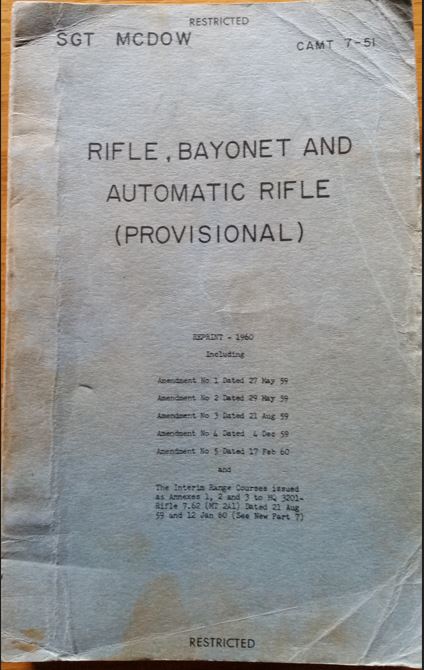 RESTRICTED
SGT MCDOW
CAMT 7-51
RIFLE, BAYONET AND
AUTOMATIC RIFLE
(PROVISIONAL)
REPRINT - 1960
Including
Amendment No 1 Dated 27 May 59
Amendment No 2 Dated 29 May 59
Amendment No 3 Dated 21 Aug 59
Amendment No 4 Dated 4 Dec 59
Amendment No 5 Dated 17 Feb 60
and
The Interim Range Courses issued
as Annexes 1, 2 and 3 to HQ 3201-
Rifle 7.62 (MT 2A1) Dated 21 Aug
59 and 12 Jan 60 (See New Part 7)
RESTRICTED